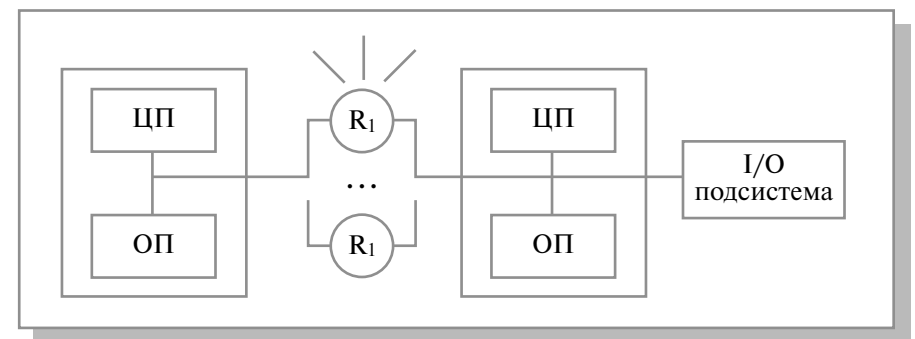 ЦП
R1
ЦП
I/O
подсистема
...
ОП
R1
ОП